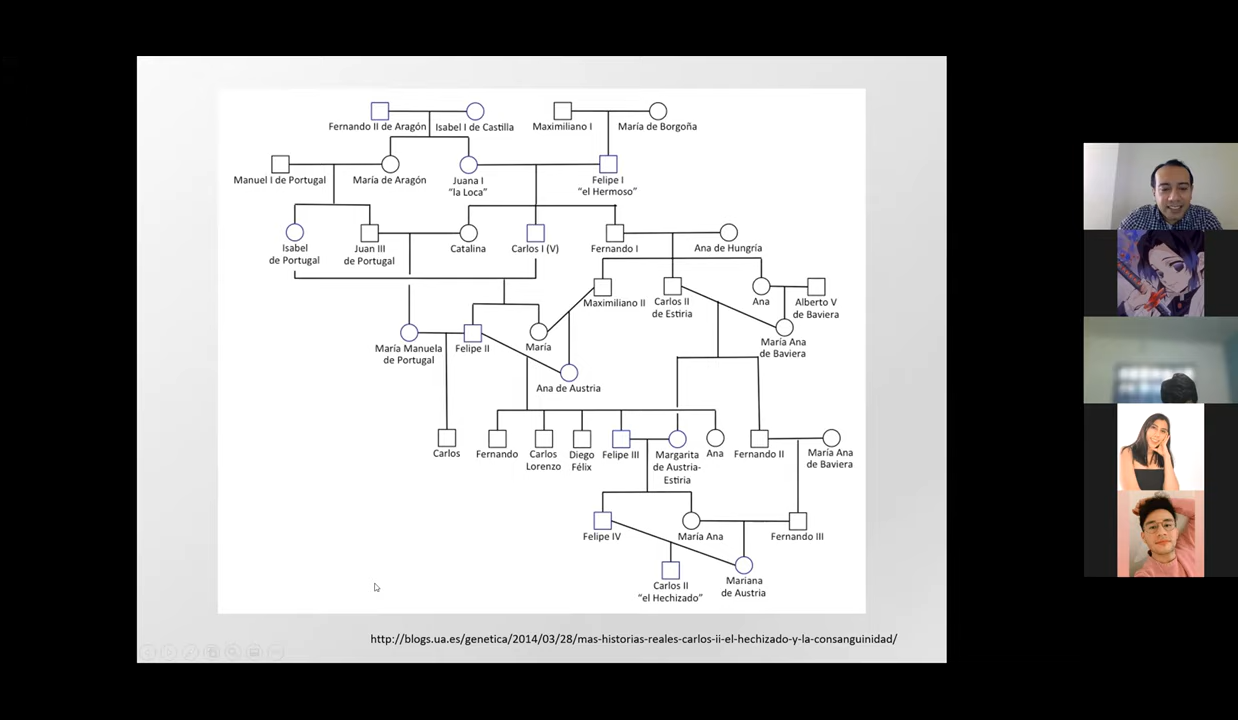 Fernando II de Aragón
Isabel I de Castilla
Maximiliano I
María de Borgoña
Manuel I de Portugal
María de Aragón
Juana I
"la Loca"
Felipe I
"el Hermoso"
Isabel
de Portugal
Juan III
de Portugal
Catalina
Carlos I (V)
Fernando I
Ana de Hungría
Maximiliano II
Carlos II
de Estiria
Ana
Alberto V
de Baviera
María Manuela
de Portugal
Felipe II
María
María Ana
de Baviera
Ana de Austria
Carlos
Fernando
Carlos
Lorenzo
Diego
Félix
Felipe III
Margarita
de Austria-
Estiria
Ana
Fernando II
María Ana
de Baviera
Felipe IV
María Ana
Fernando III
Carlos II
"el Hechizado"
Mariana
de Austria
http://blogs.ua.es/genetica/2014/03/28/mas-historias-reales-carlos-ii-el-hechizado-y-la-consanguinidad/